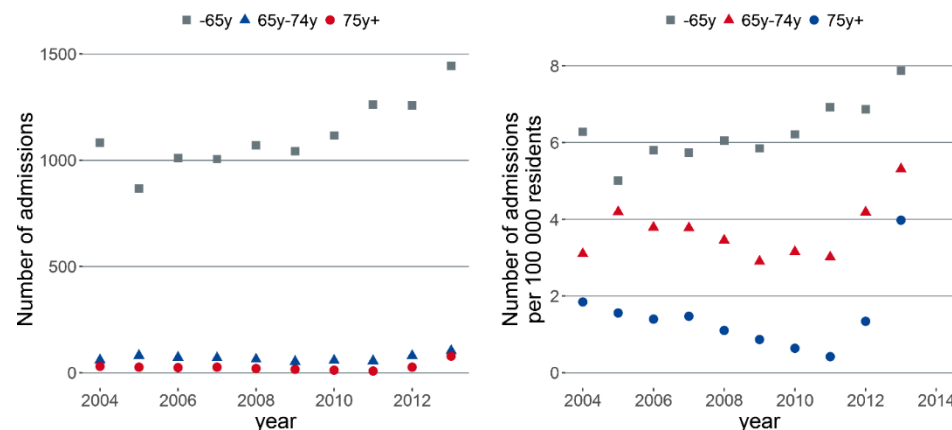 -65y 65y-74y 75y+
Number of admissions
1500
1000
500
0
2004 2006 2008 2010 2012
year
-65y 65y-74y 75y+
Number of admissions
per 100 000 residents
8
6
4
2
0
2004 2006 2008 2010 2012 2014
year